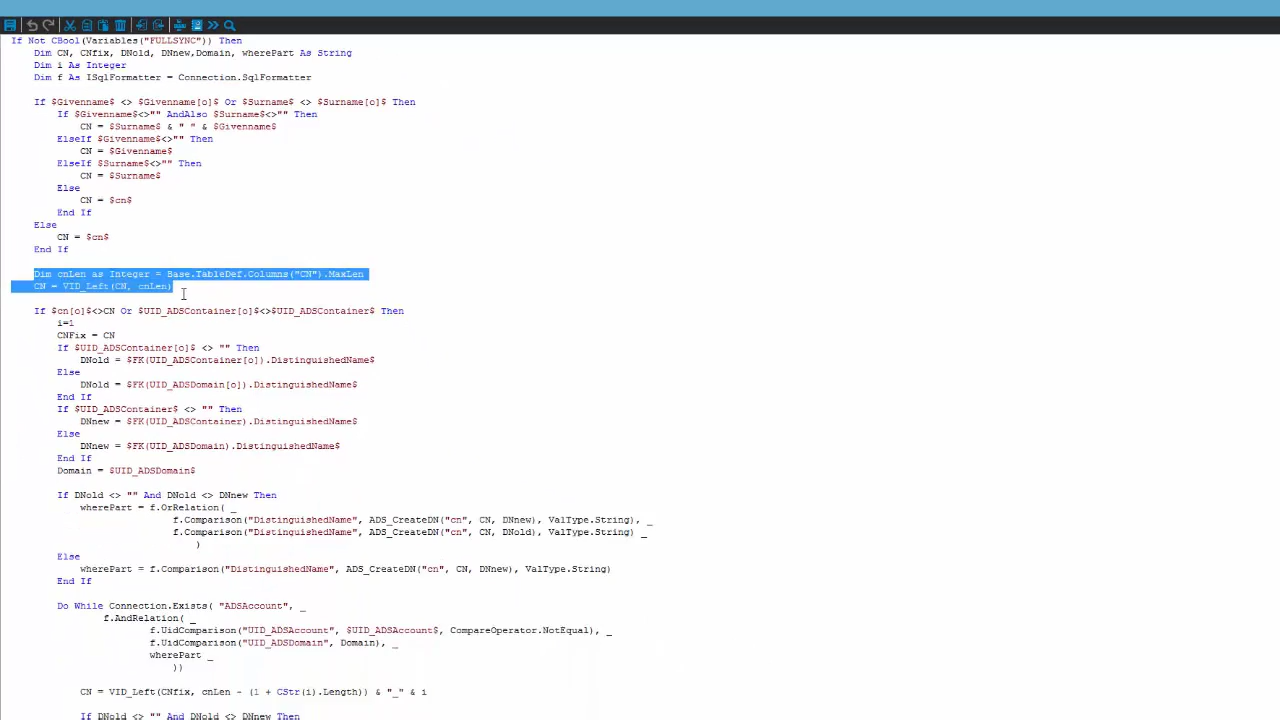 If Not CBool(Variables("FULLSYNC")) Then
Dim CN, CNfix, DNold, DNnew,Domain, wherePart As String
Dim i As Integer
Dim f As ISqlFormatter = Connection.SqlFormatter
If $Givenname$ <> $Givenname[o]$ Or $Surname$ <> $Surname[o]$ Then
If $Givenname$<>"" AndAlso $Surname$<>"" Then
CN = $Surname$ & " " & $Givenname$
ElseIf $Givenname$<>"" Then
CN = $Givenname$
ElseIf $Surname$<>"" Then
CN = $Surname$
Else
CN = $cn$
End If
Else
CN = $cn$
End If
Dim cnLen as Integer = Base.TableDef.Columns("CN").MaxLen
CN = VID_Left(CN, cnLen)
If $cn[o]$<>CN Or $UID_ADSContainer[o]$<>$UID_ADSContainer$ Then
i=1
CNFix = CN
If $UID_ADSContainer[o]$ <> "" Then
DNold = $FK(UID_ADSContainer[o]).DistinguishedName$
Else
DNold = $FK(UID_ADSDomain[o]).DistinguishedName$
End If
If $UID_ADSContainer$ <> "" Then
DNnew = $FK(UID_ADSContainer).DistinguishedName$
Else
DNnew = $FK(UID_ADSDomain).DistinguishedName$
End If
Domain = $UID_ADSDomain$
If DNold <> "" And DNold <> DNnew Then
wherePart = f.OrRelation( _
f.Comparison("DistinguishedName", ADS_CreateDN("cn", CN, DNnew), ValType.String), _
f.Comparison("DistinguishedName", ADS_CreateDN("cn", CN, DNold), ValType.String) _
)
Else
wherePart = f.Comparison("DistinguishedName", ADS_CreateDN("cn", CN, DNnew), ValType.String)
End If
Do While Connection.Exists( "ADSAccount", _
f.AndRelation( _
f.UidComparison("UID_ADSAccount", $UID_ADSAccount$, CompareOperator.NotEqual), _
f.UidComparison("UID_ADSDomain", Domain), _
wherePart _
))
CN = VID_Left(CNfix, cnLen - (1 + CStr(i).Length)) & "_" & i
If DNold <> "" And DNold <> DNnew Then